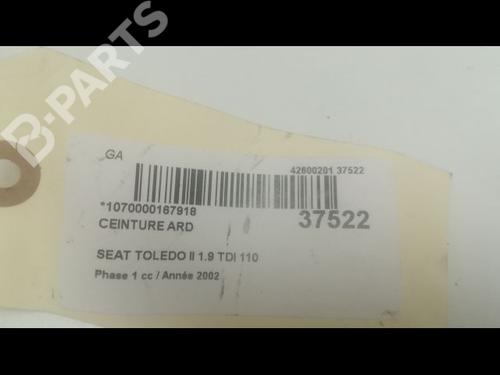 B-PARTS
GA
42600201 37522
*1070000167918
37522
CEINTURE ARD
SEAT TOLEDO II 1.9 TDI 110
Phase 1 cc / Année 2002